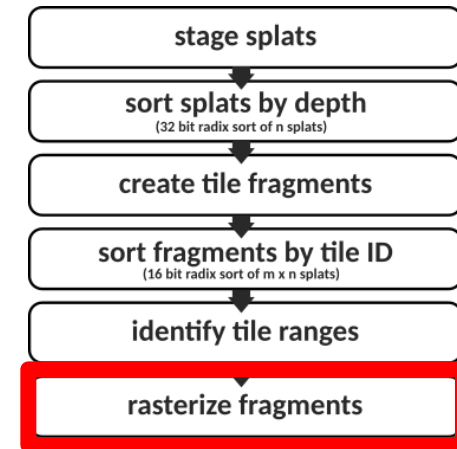 stage splats
sort splats by depth
(32 bit radix sort of n splats)
create tile fragments
sort fragments by tile ID
(16 bit radix sort of m x n splats)
identify tile ranges
rasterize fragments